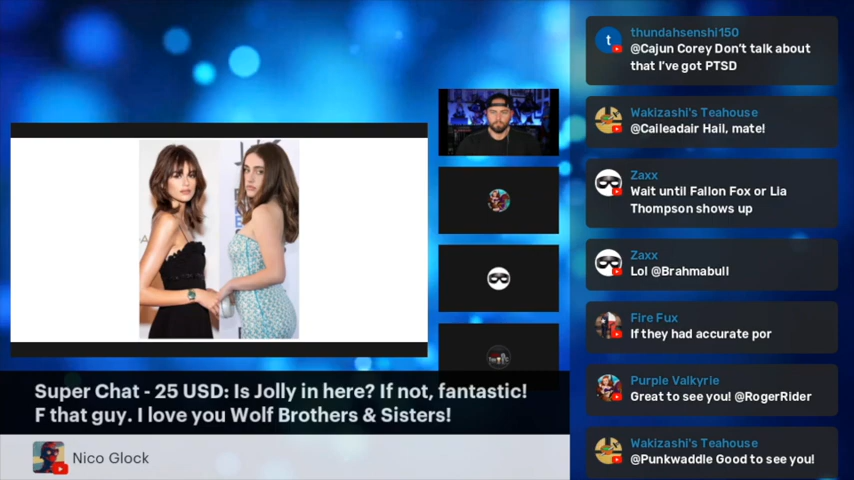 thundahsenshi150
@Cajun Corey Don't talk about
that I've got PTSD
Wakizashi's Teahouse
@Caileadair Hail, mate!
Zaxx
Wait until Fallon Fox or Lia
Thompson shows up
Zaxx
Lol @Brahmabull
Fire Fux
If they had accurate por
Purple Valkyrie
Great to see you! @RogerRider
Wakizashi's Teahouse
@Punkwaddle Good to see you!
Super Chat - 25 USD: Is Jolly in here? If not, fantastic!
F that guy. I love you Wolf Brothers & Sisters!
Nico Glock
t